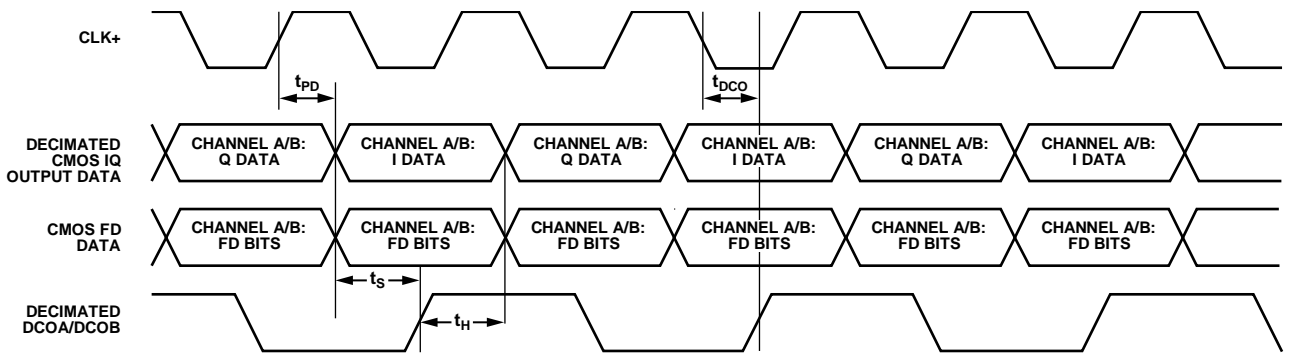 CLK+
tPD
tDCO
DECIMATED
CMOS IQ
OUTPUT DATA
CHANNEL A/B:
Q DATA
CHANNEL A/B:
I DATA
CHANNEL A/B:
Q DATA
CHANNEL A/B:
I DATA
CHANNEL A/B:
Q DATA
CHANNEL A/B:
I DATA
CMOS FD
DATA
CHANNEL A/B:
FD BITS
CHANNEL A/B:
FD BITS
CHANNEL A/B:
FD BITS
CHANNEL A/B:
FD BITS
CHANNEL A/B:
FD BITS
CHANNEL A/B:
FD BITS
tS
DECIMATED
DCOA/DCOB
tH